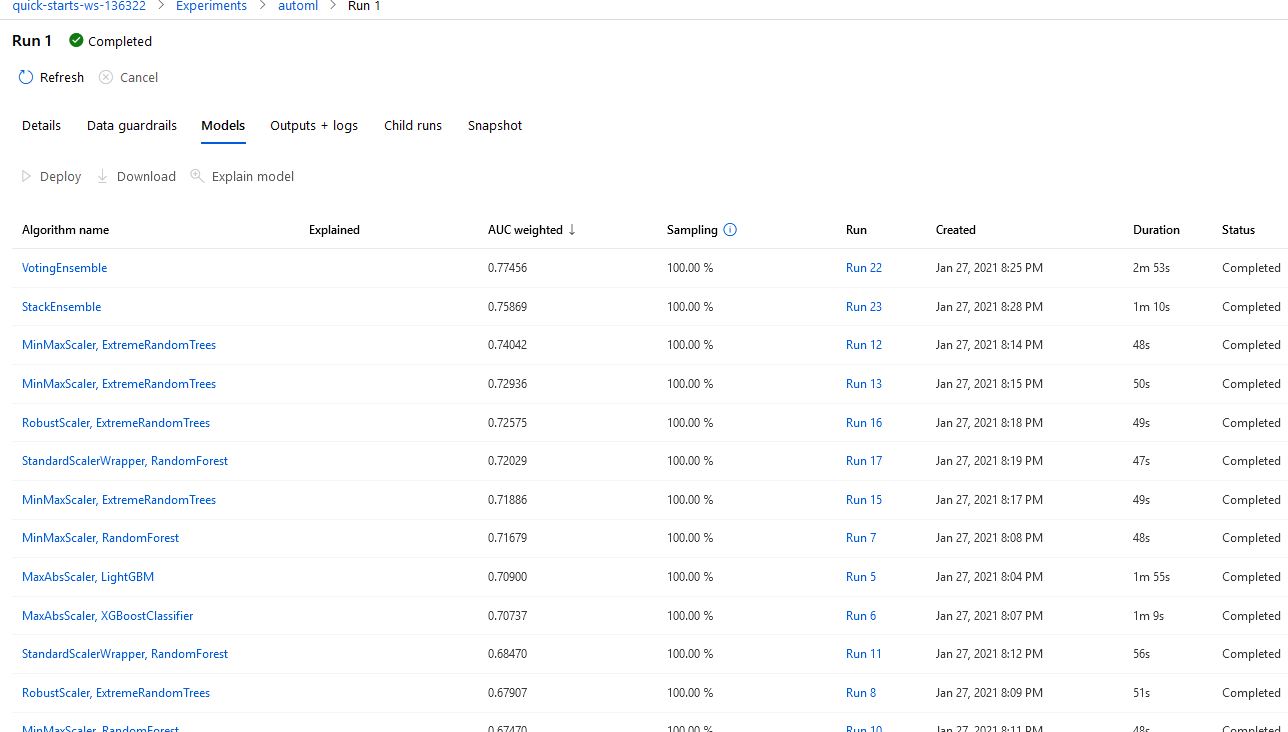 quick-starts-ws-136322 > Experiments > automl > Run 1
Run 1 Completed
Refresh Cancel
Details Data guardrails Models Outputs + logs Child runs Snapshot
Deploy Download Explain model
Algorithm name Explained AUC weighted ↓ Sampling Run Created Duration Status
VotingEnsemble 0.77456 100.00 % Run 22 Jan 27, 2021 8:25 PM 2m 53s Completed
StackEnsemble 0.75869 100.00 % Run 23 Jan 27, 2021 8:28 PM 1m 10s Completed
MinMaxScaler, ExtremeRandomTrees 0.74042 100.00 % Run 12 Jan 27, 2021 8:14 PM 48s Completed
MinMaxScaler, ExtremeRandomTrees 0.72936 100.00 % Run 13 Jan 27, 2021 8:15 PM 50s Completed
RobustScaler, ExtremeRandomTrees 0.72575 100.00 % Run 16 Jan 27, 2021 8:18 PM 49s Completed
StandardScalerWrapper, RandomForest 0.72029 100.00 % Run 17 Jan 27, 2021 8:19 PM 47s Completed
MinMaxScaler, ExtremeRandomTrees 0.71886 100.00 % Run 15 Jan 27, 2021 8:17 PM 49s Completed
MinMaxScaler, RandomForest 0.71679 100.00 % Run 7 Jan 27, 2021 8:08 PM 48s Completed
MaxAbsScaler, LightGBM 0.70900 100.00 % Run 5 Jan 27, 2021 8:04 PM 1m 55s Completed
MaxAbsScaler, XGBoostClassifier 0.70737 100.00 % Run 6 Jan 27, 2021 8:07 PM 1m 9s Completed
StandardScalerWrapper, RandomForest 0.68470 100.00 % Run 11 Jan 27, 2021 8:12 PM 56s Completed
RobustScaler, ExtremeRandomTrees 0.67907 100.00 % Run 8 Jan 27, 2021 8:09 PM 51s Completed
MinMaxScaler, RandomForest 0.67470 100.00 % Run 10 Jan 27, 2021 8:11 PM 48s Completed